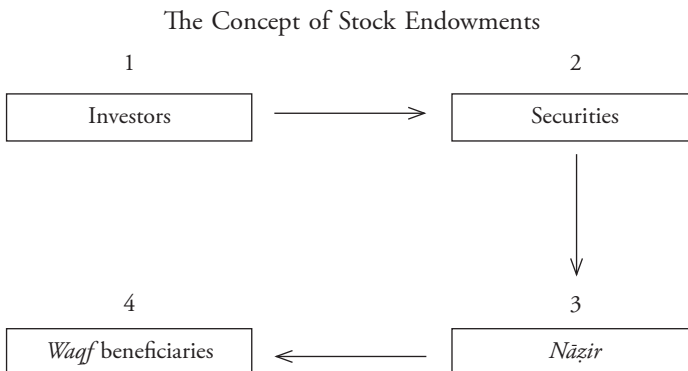 The Concept of Stock Endowments
1
2
Investors
Securities
4
3
Waqf beneficiaries
Nāẓir